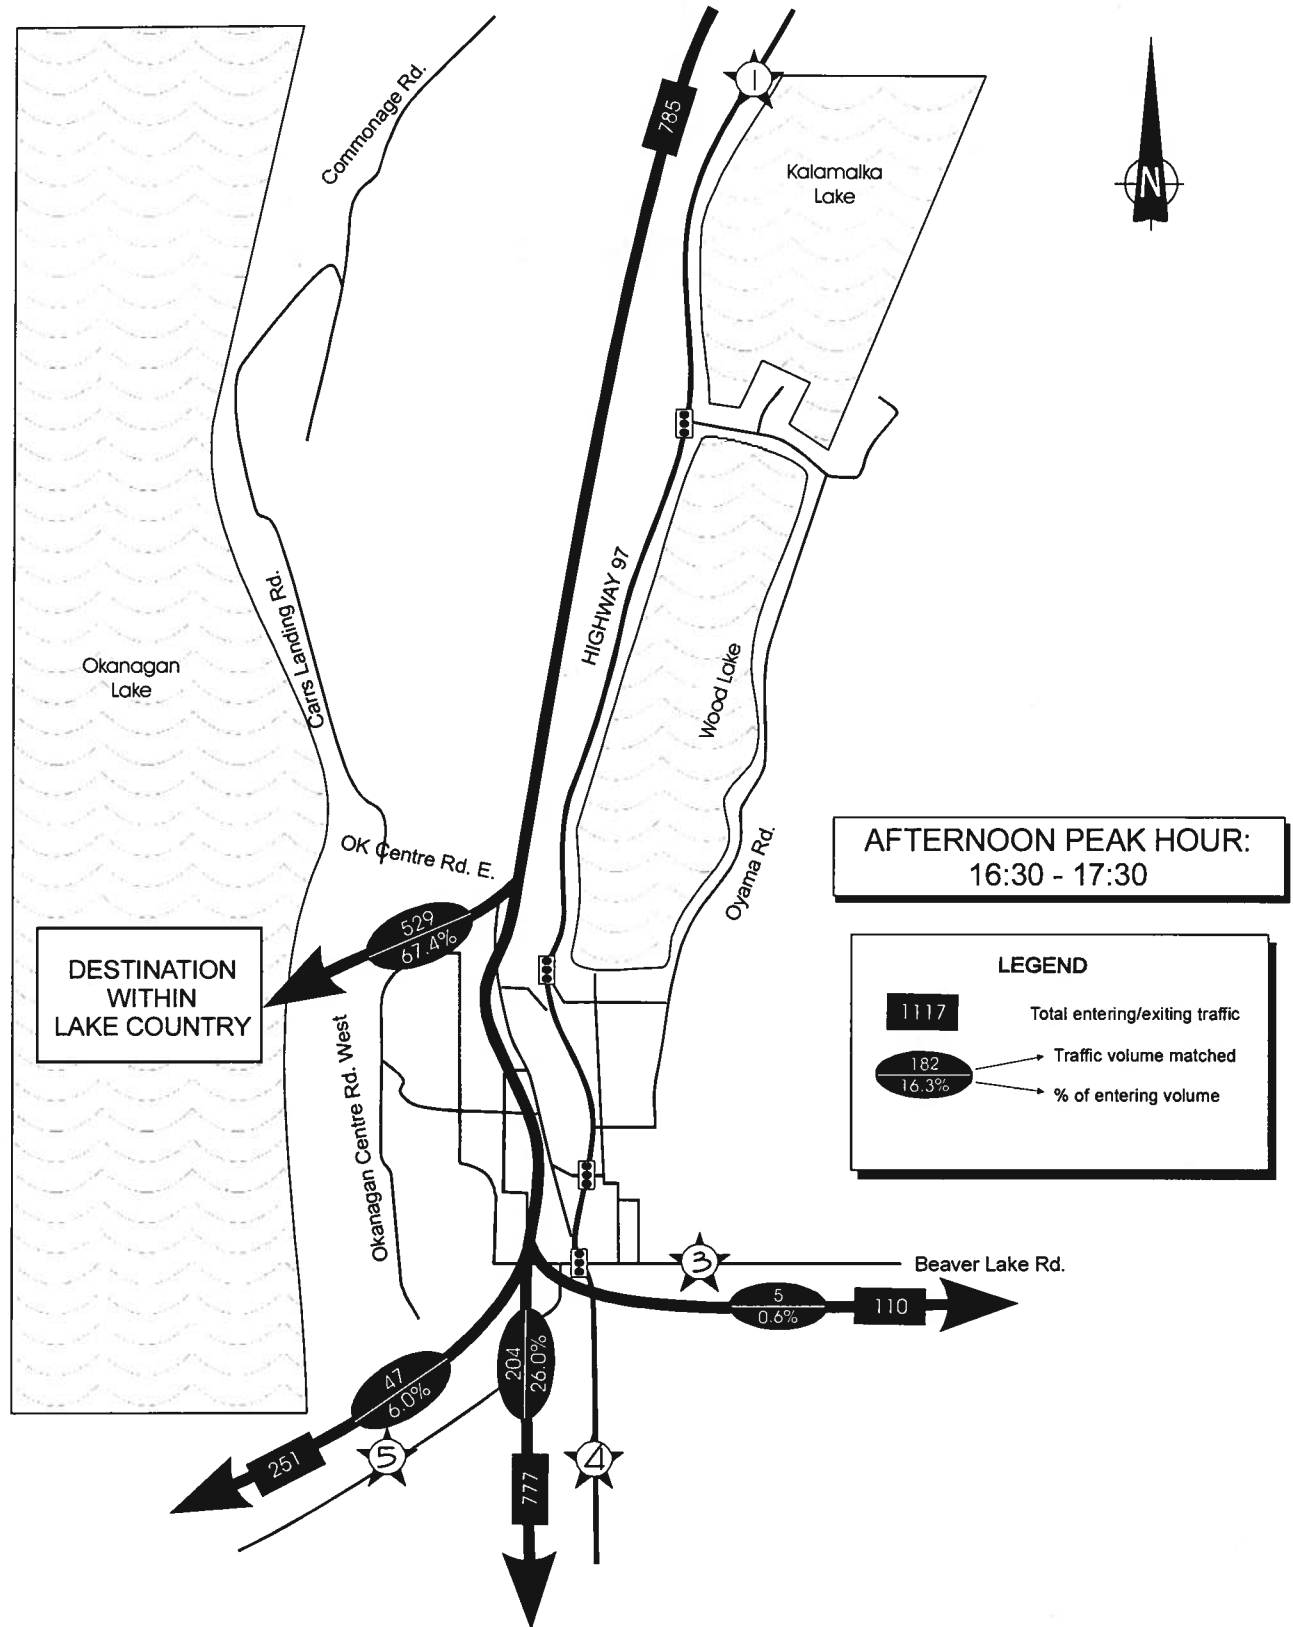 Commonage Rd.
785
1
Kalamalka
Lake
N
HIGHWAY 97
Carrs Landing Rd.
Okanagan
Lake
Wood Lake
OK Centre Rd. E.
Oyama Rd.
AFTERNOON PEAK HOUR:
16:30 - 17:30
529
67.4%
DESTINATION
WITHIN
LAKE COUNTRY
LEGEND
1117
Total entering/exiting traffic
182
16.3%
Traffic volume matched
% of entering volume
Okanagan Centre Rd. West
3
Beaver Lake Rd.
5
0.6%
110
47
6.0%
204
26.0%
251
5
777
4